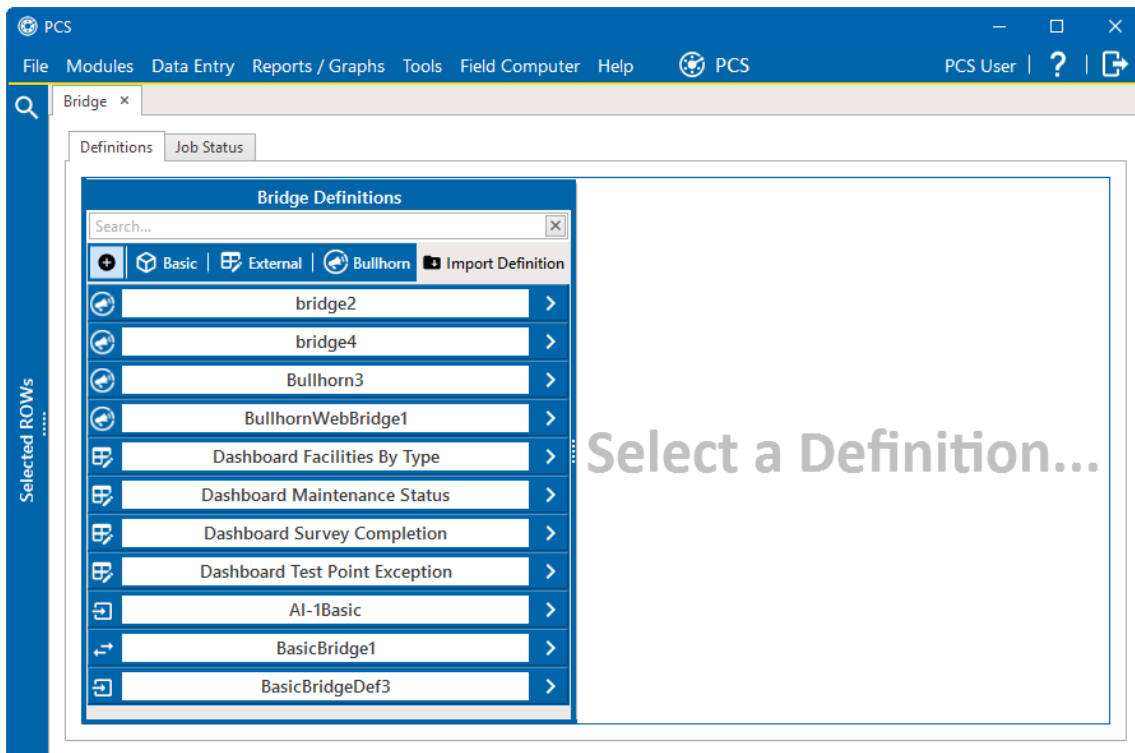 PCS
File Modules Data Entry Reports / Graphs Tools Field Computer Help PCS PCS User | ? |
Bridge ×
Definitions Job Status
Selected ROWs
Bridge Definitions
Search...
Basic | External | Bullhorn Import Definition
bridge2
bridge4
Bullhorn3
BullhornWebBridge1
Dashboard Facilities By Type
Dashboard Maintenance Status
Dashboard Survey Completion
Dashboard Test Point Exception
AI-1Basic
BasicBridge1
BasicBridgeDef3
Select a Definition...